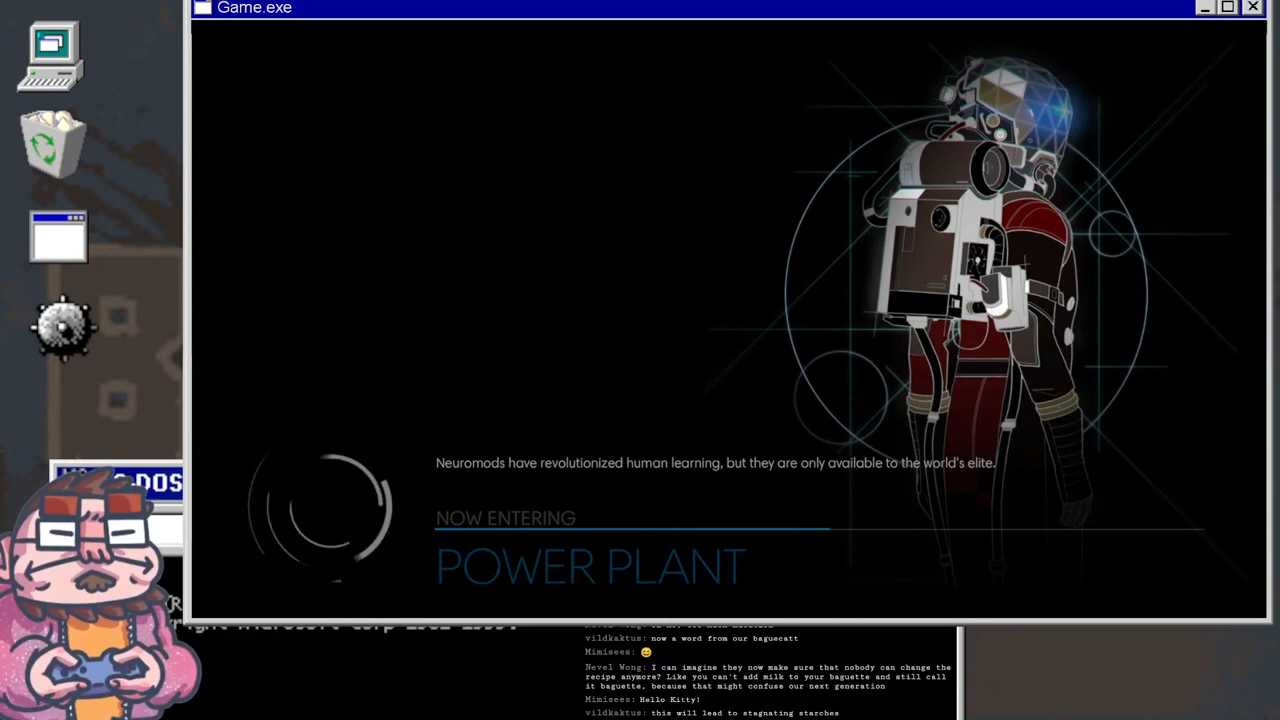 Game.exe
Neuromods have revolutionized human learning, but they are only available to the world's elite.
NOW ENTERING
POWER PLANT
vildkaktus: now a word from our baguecatt
Mimisees: 😄
Nevel Wong: I can imagine they now make sure that nobody can change the
recipe anymore? Like you can't add milk to your baguette and still call
it baguette, because that might confuse our next generation
Mimisees: Hello Kitty!
vildkaktus: this will lead to stagnating starches